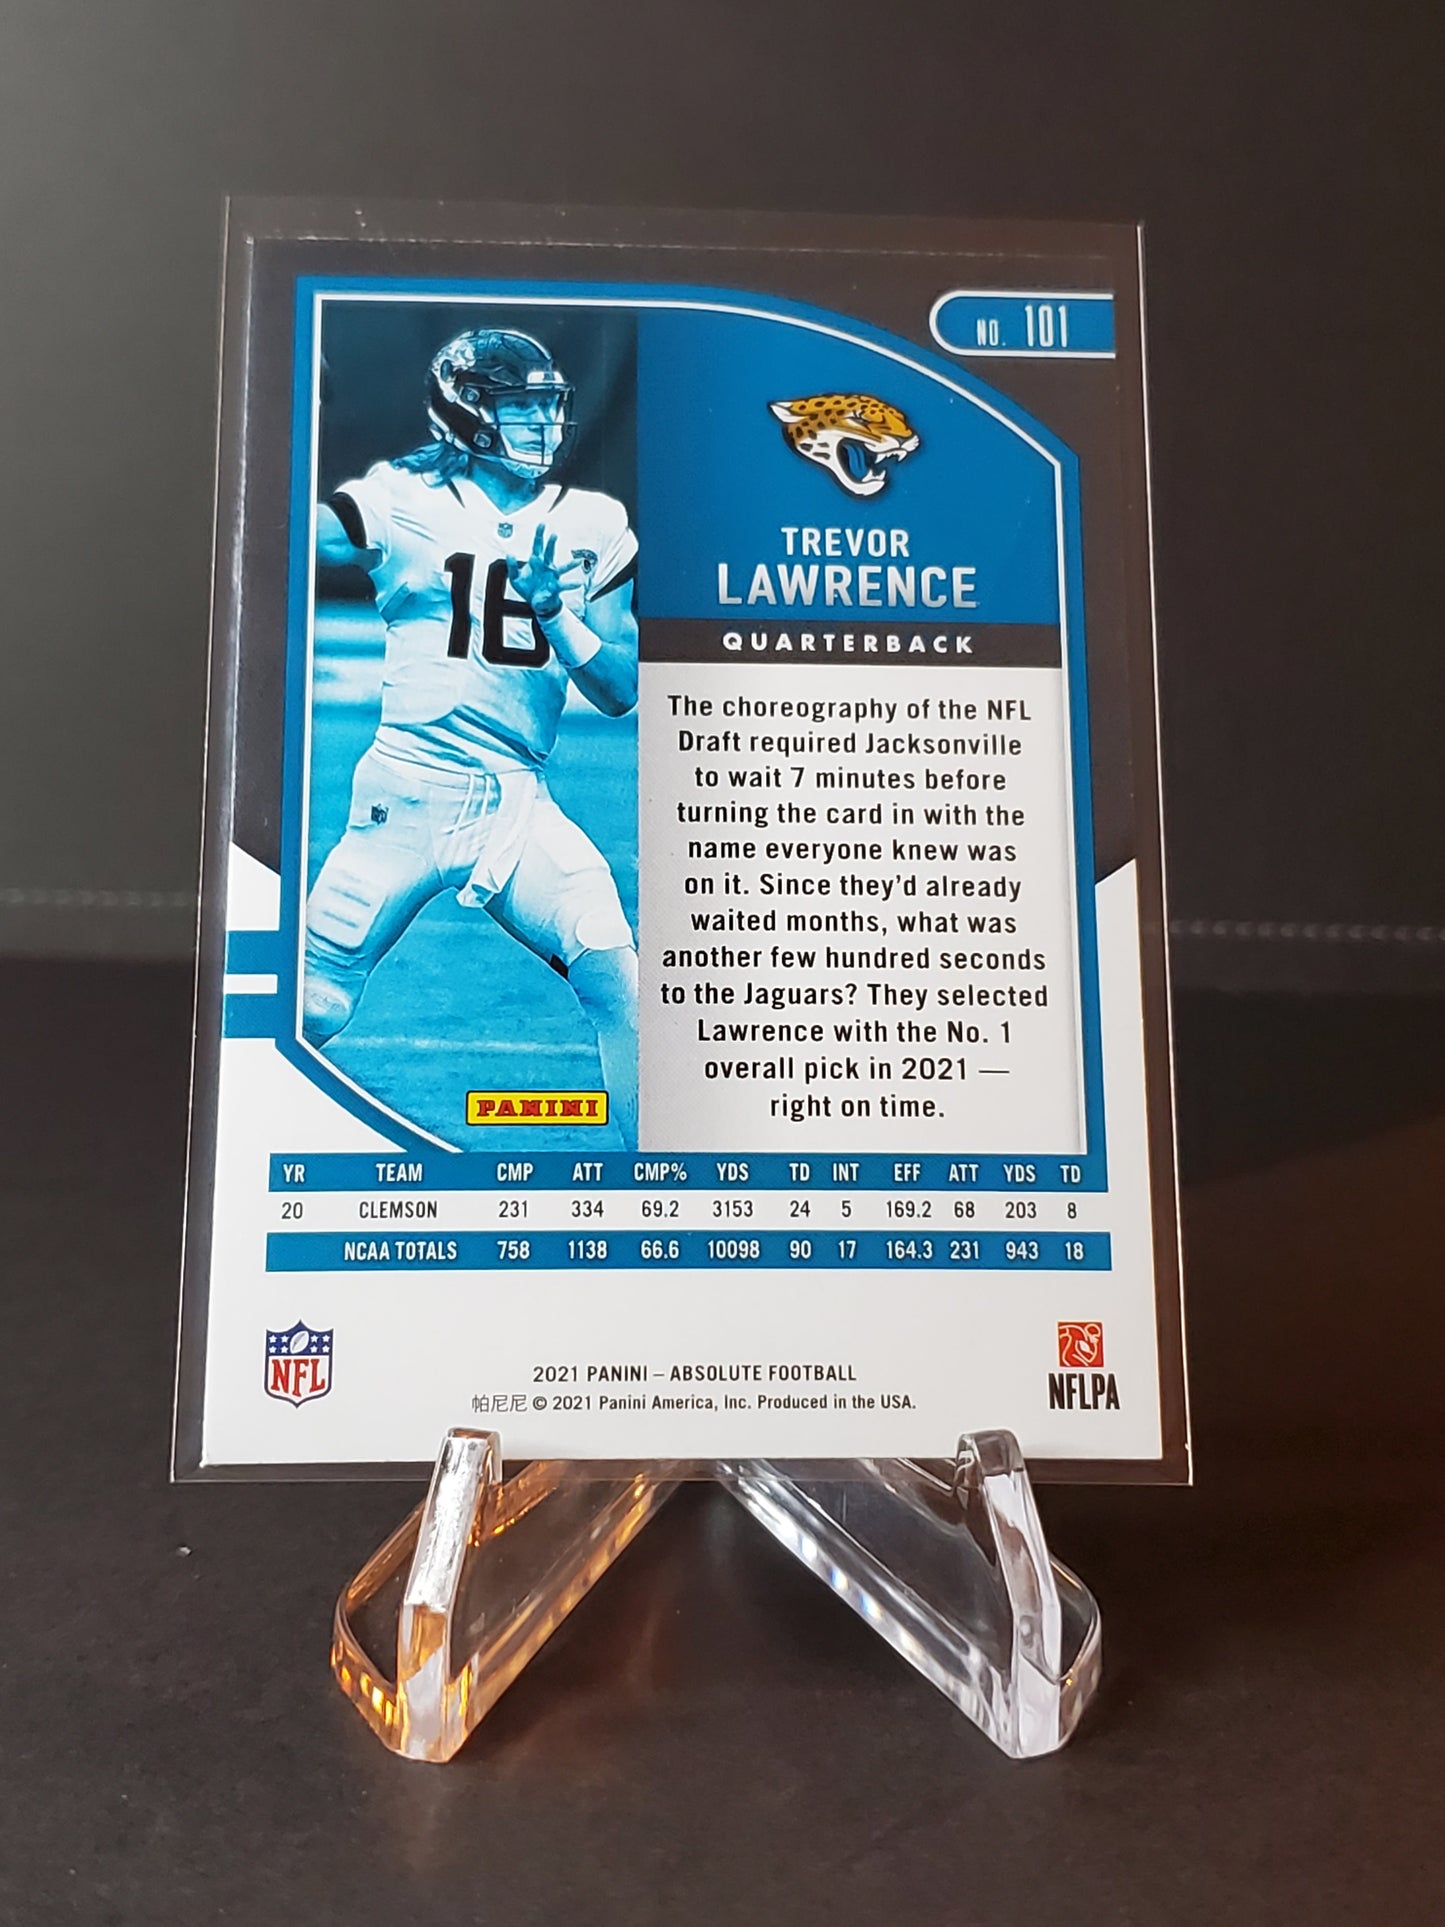 NO. 101
16
TREVOR
LAWRENCE
QUARTERBACK
The choreography of the NFL
Draft required Jacksonville
to wait 7 minutes before
turning the card in with the
name everyone knew was
on it. Since they'd already
waited months, what was
another few hundred seconds
to the Jaguars? They selected
Lawrence with the No. 1
overall pick in 2021 —
right on time.
PANINI
YR TEAM CMP ATT CMP% YDS TD INT EFF ATT YDS TD
20 CLEMSON 231 334 69.2 3153 24 5 169.2 68 203 8
NCAA TOTALS 758 1138 66.6 10098 90 17 164.3 231 943 18
NFL
2021 PANINI – ABSOLUTE FOOTBALL
帕尼尼 © 2021 Panini America, Inc. Produced in the USA.
NFLPA